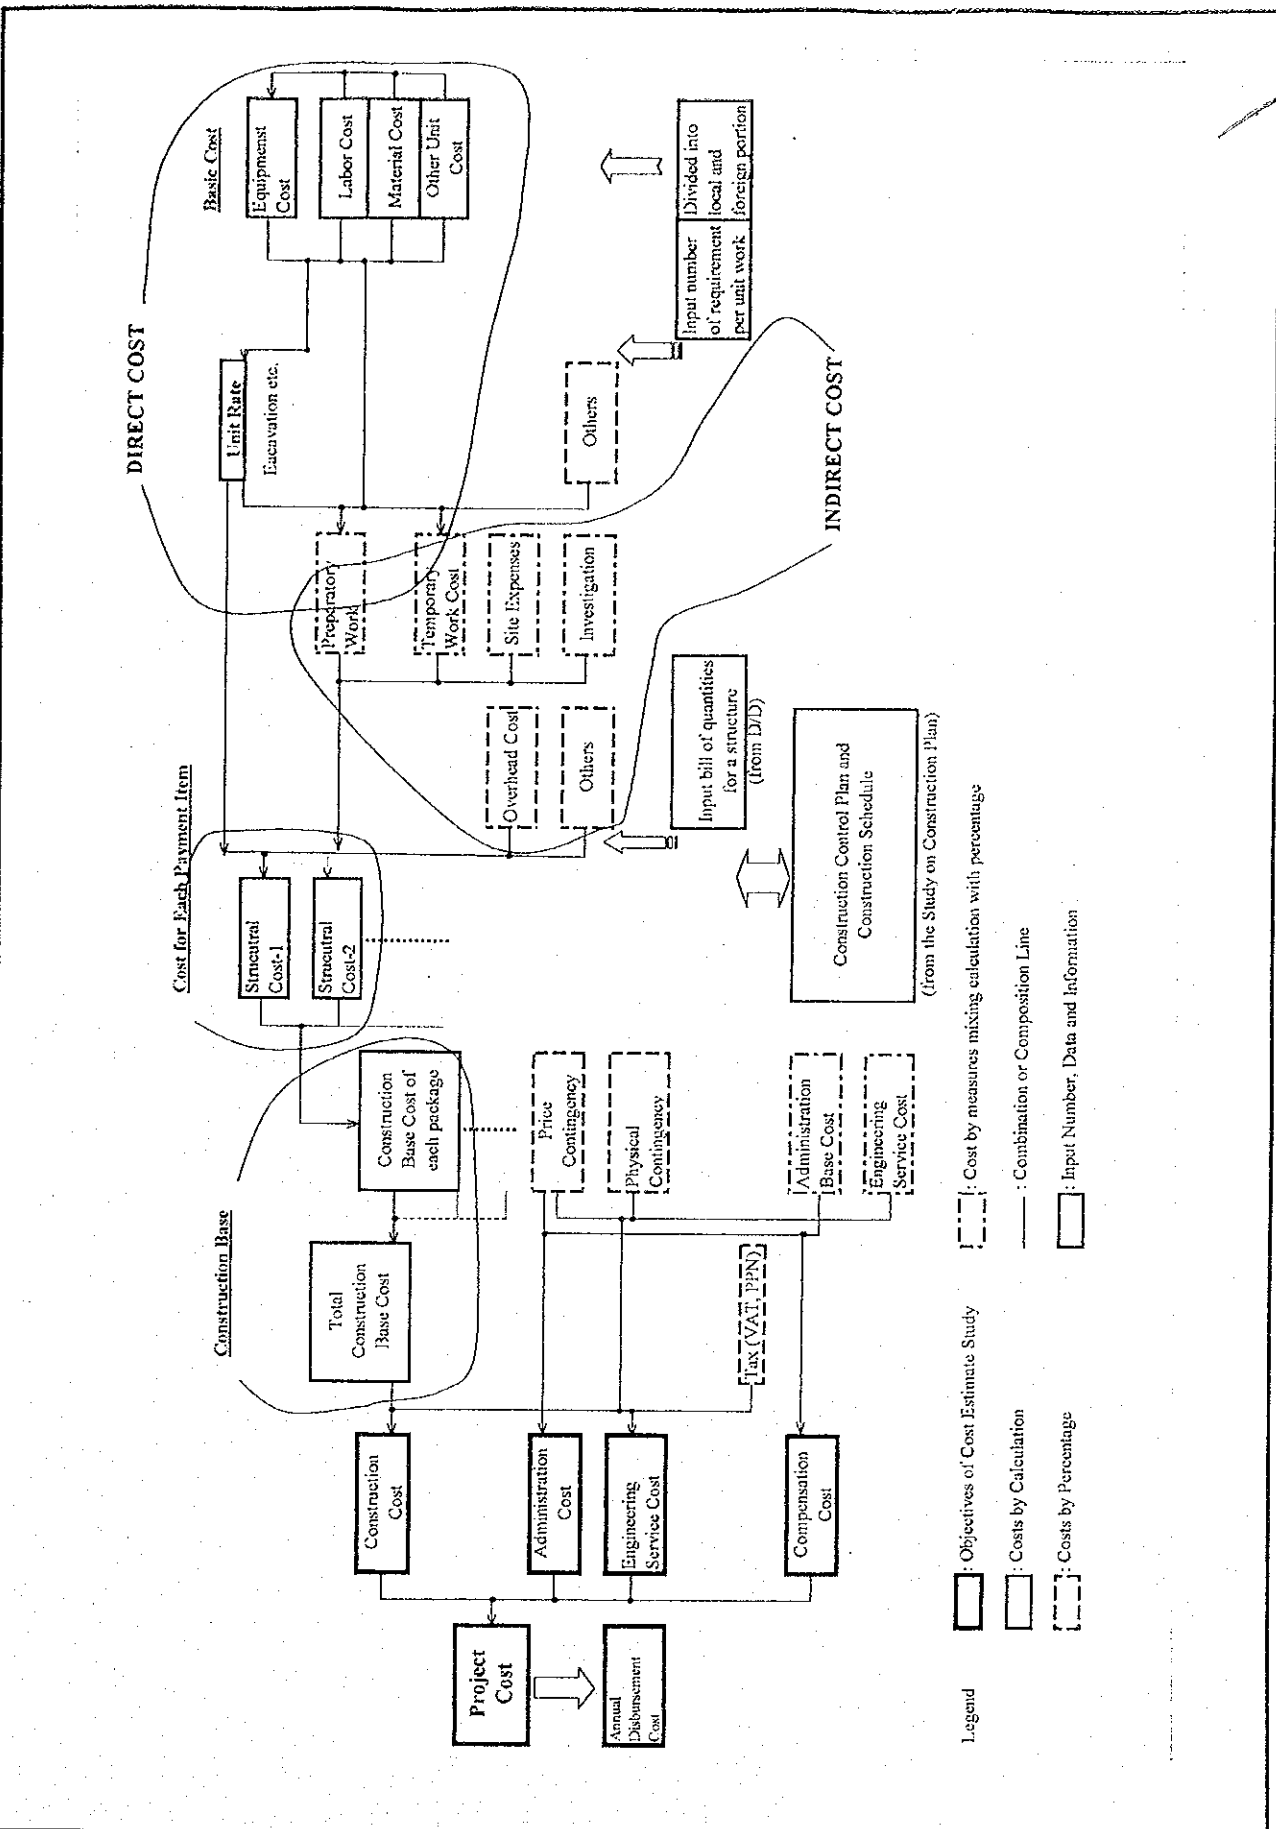 DIRECT COST
Basic Cost
Equipmenst
Cost
Labor Cost
Material Cost
Other Unit
Cost
Unit Rate
Eacavation etc.
Input number
of requirement
per unit work
Divided into
local and
foreign portion
Others
INDIRECT COST
Preparatory
Work
Temporary
Work Cost
Site Expenses
Investigation
Overhead Cost
Others
Input bill of quantities
for a structure
(from D/D)
Construction Control Plan and
Construction Schedule
(from the Study on Construction Plan)
Cost for Each Payment Item
Strucutral
Cost-1
Strucutral
Cost-2
Construction Base
Construction
Base Cost of
each package
Total
Construction
Base Cost
Price
Contingency
Physical
Contingency
Administration
Base Cost
Engineering
Service Cost
Tax (VAT, PPN)
Construction
Cost
Administration
Cost
Engineering
Service Cost
Compensation
Cost
Project
Cost
Annual
Disbursement
Cost
Legend
: Objectives of Cost Estimate Study
: Costs by Calculation
: Costs by Percentage
: Cost by measures mixing calculation with percentage
: Combination or Composition Line
: Input Number, Data and Information